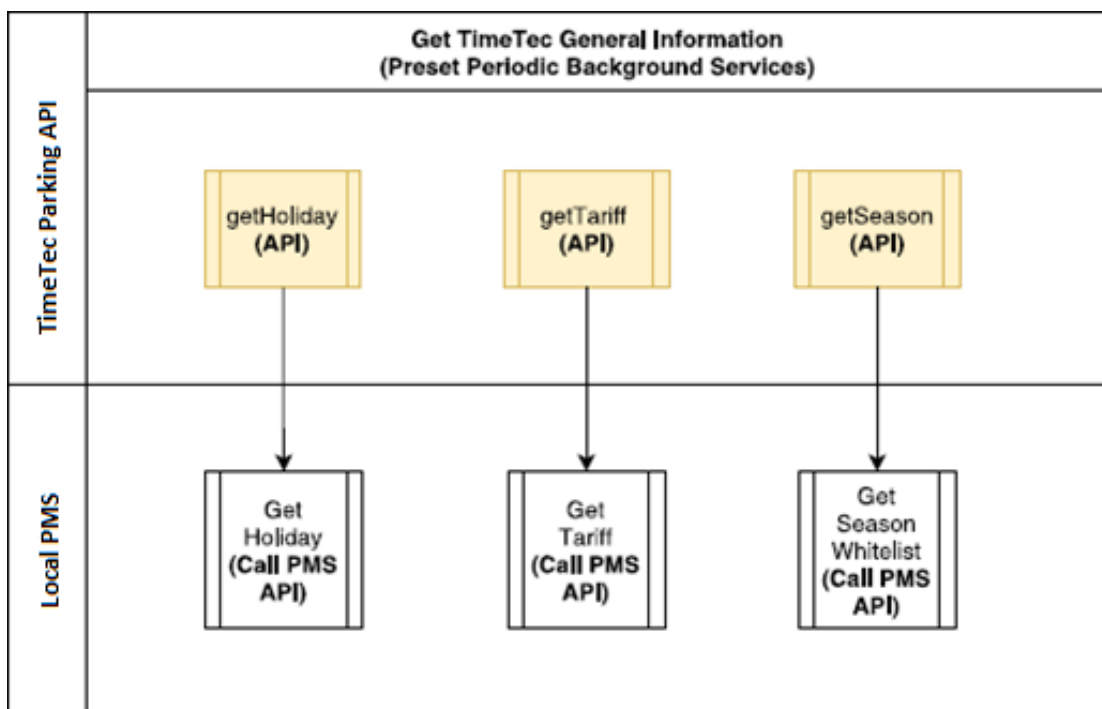 Get TimeTec General Information
(Preset Periodic Background Services)
TimeTec Parking API
getHoliday
(API)
getTariff
(API)
getSeason
(API)
Local PMS
Get
Holiday
(Call PMS
API)
Get
Tariff
(Call PMS
API)
Get
Season
Whitelist
(Call PMS
API)